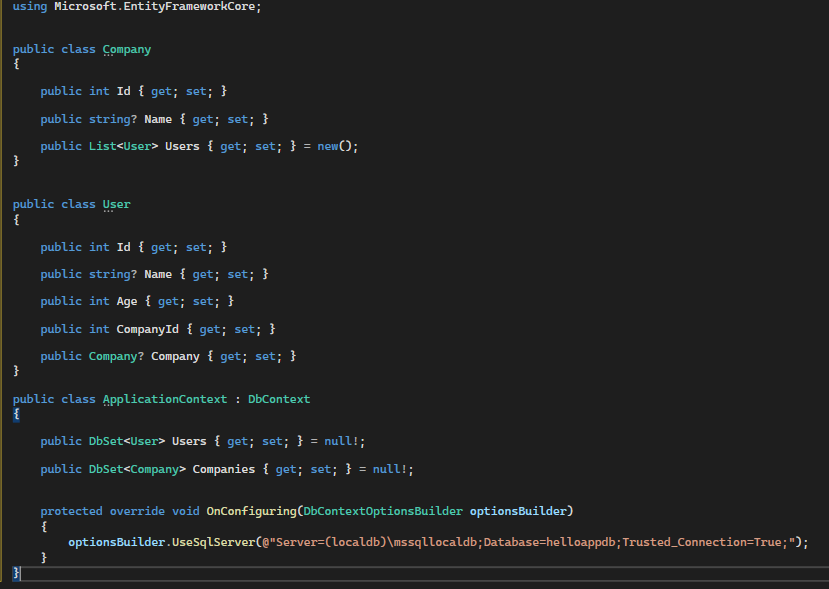 using Microsoft.EntityFrameworkCore;
public class Company
{
public int Id { get; set; }
public string? Name { get; set; }
public List<User> Users { get; set; } = new();
}
public class User
{
public int Id { get; set; }
public string? Name { get; set; }
public int Age { get; set; }
public int CompanyId { get; set; }
public Company? Company { get; set; }
}
public class ApplicationContext : DbContext
{
public DbSet<User> Users { get; set; } = null!;
public DbSet<Company> Companies { get; set; } = null!;
protected override void OnConfiguring(DbContextOptionsBuilder optionsBuilder)
{
optionsBuilder.UseSqlServer(@"Server=(localdb)\mssqllocaldb;Database=helloappdb;Trusted_Connection=True;");
}
}